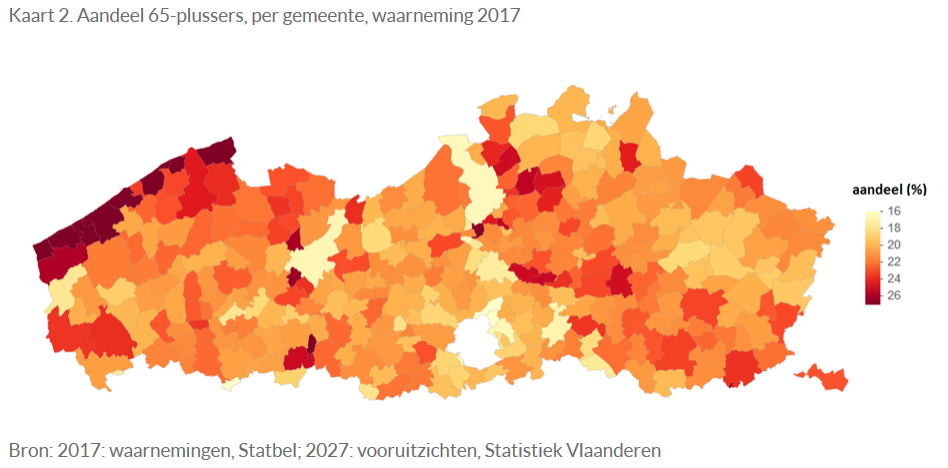 Kaart 2. Aandeel 65-plussers, per gemeente, waarneming 2017
aandeel (%)
16
18
20
22
24
26
Bron: 2017: waarnemingen, Statbel; 2027: vooruitzichten, Statistiek Vlaanderen